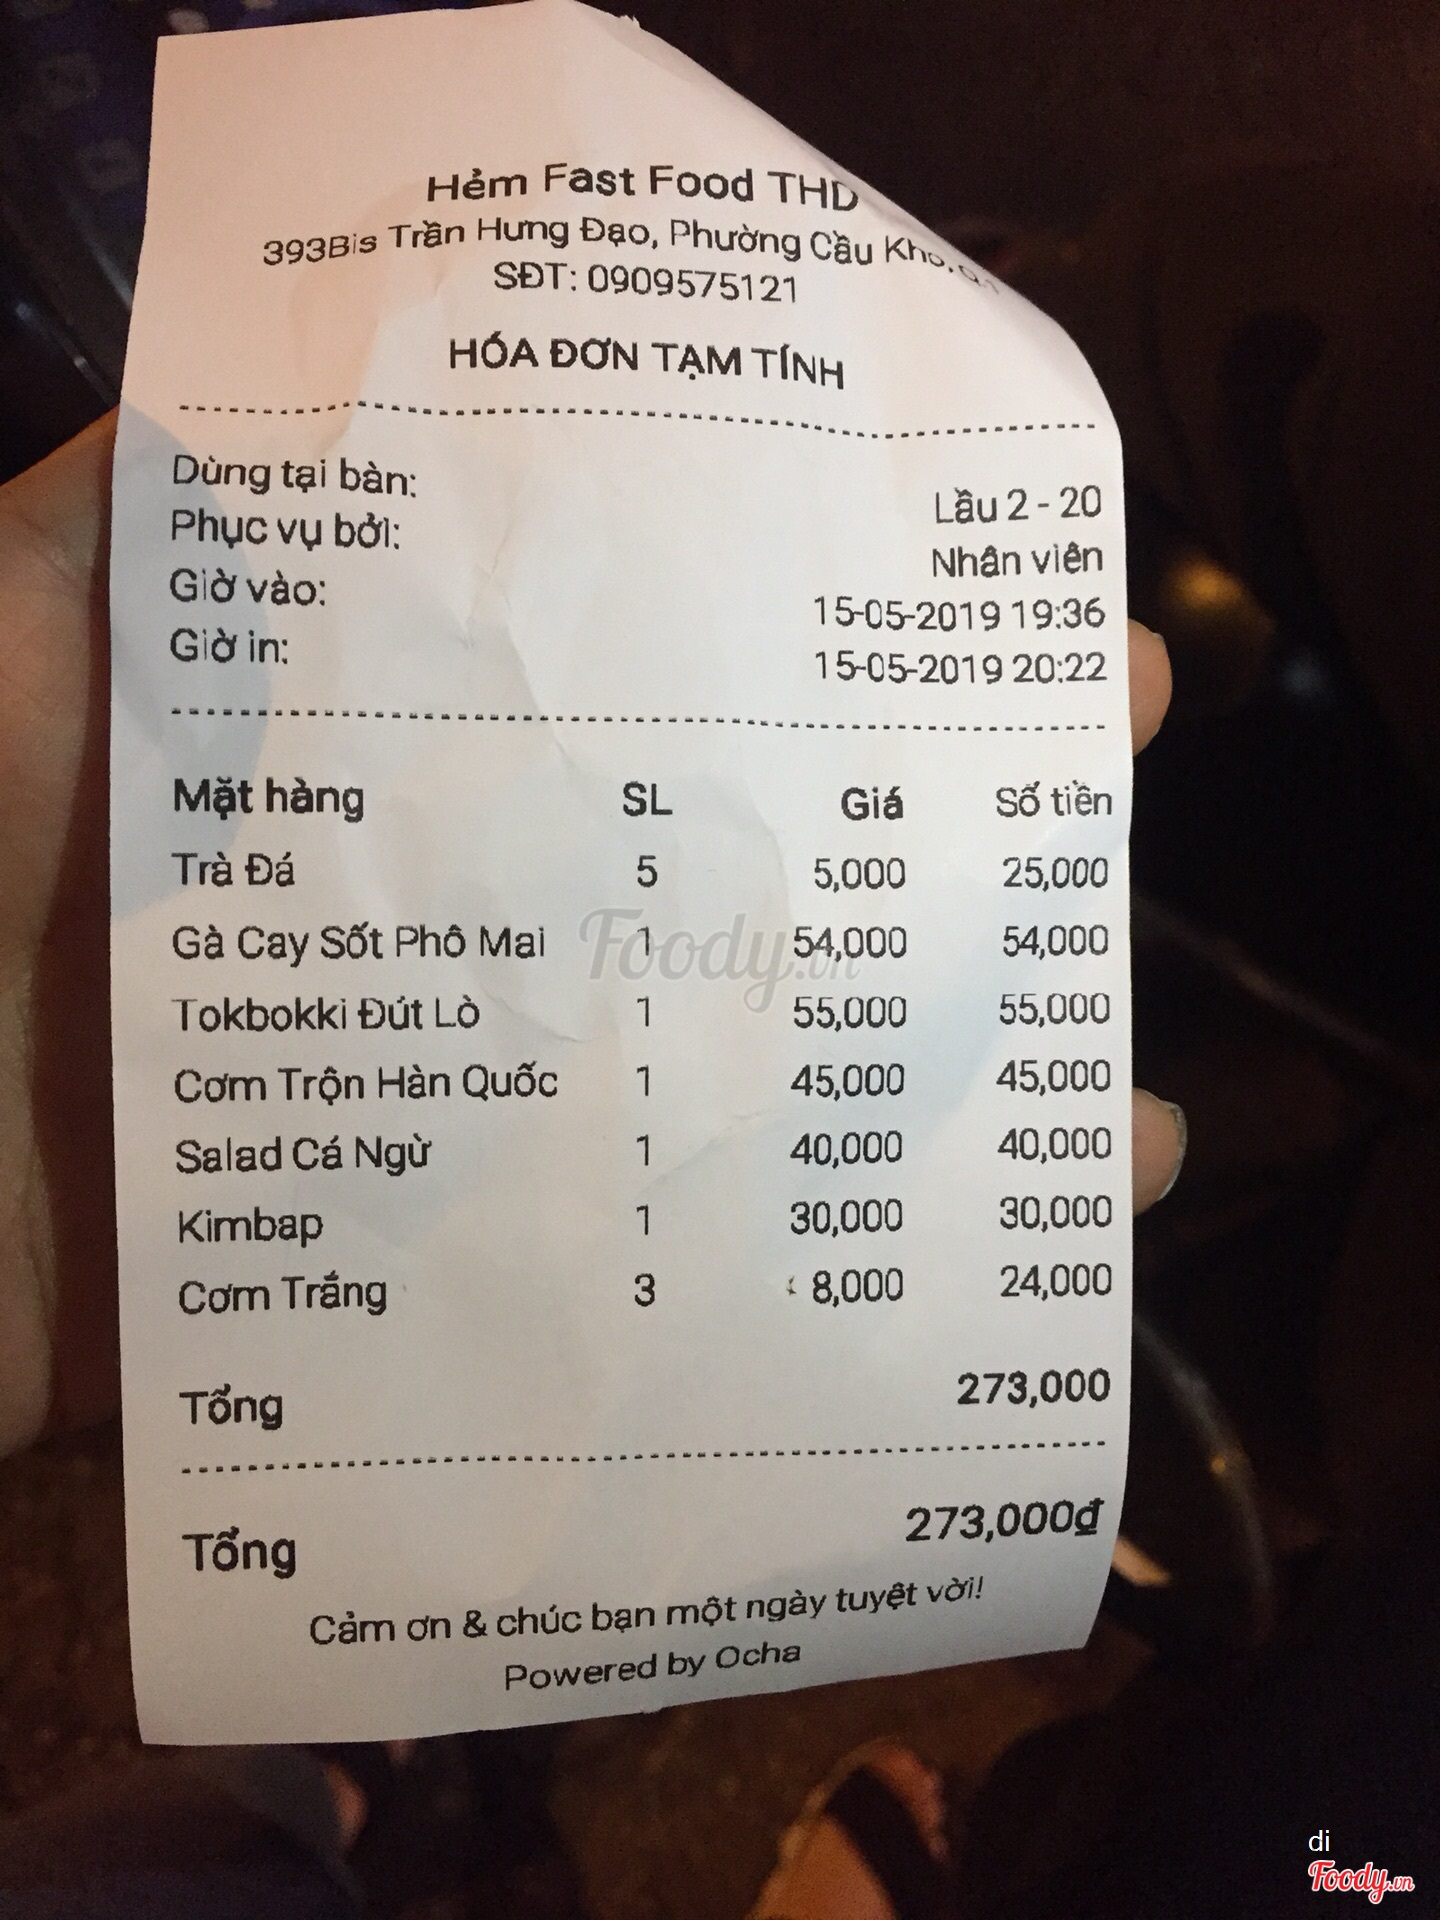 Hẻm Fast Food THD
393Bis Trần Hưng Đạo, Phường Cầu Kho, Q.1
SĐT: 0909575121
HÓA ĐƠN TẠM TÍNH
Dùng tại bàn: Lầu 2 - 20
Phục vụ bởi: Nhân viên
Giờ vào: 15-05-2019 19:36
Giờ in: 15-05-2019 20:22
Mặt hàng SL Giá Số tiền
Trà Đá 5 5,000 25,000
Gà Cay Sốt Phô Mai 1 54,000 54,000
Tokbokki Đút Lò 1 55,000 55,000
Cơm Trộn Hàn Quốc 1 45,000 45,000
Salad Cá Ngừ 1 40,000 40,000
Kimbap 1 30,000 30,000
Cơm Trắng 3 8,000 24,000
Tổng 273,000
Tổng 273,000₫
Cảm ơn & chúc bạn một ngày tuyệt vời!
Powered by Ocha
Foody.vn
di
Foody.vn